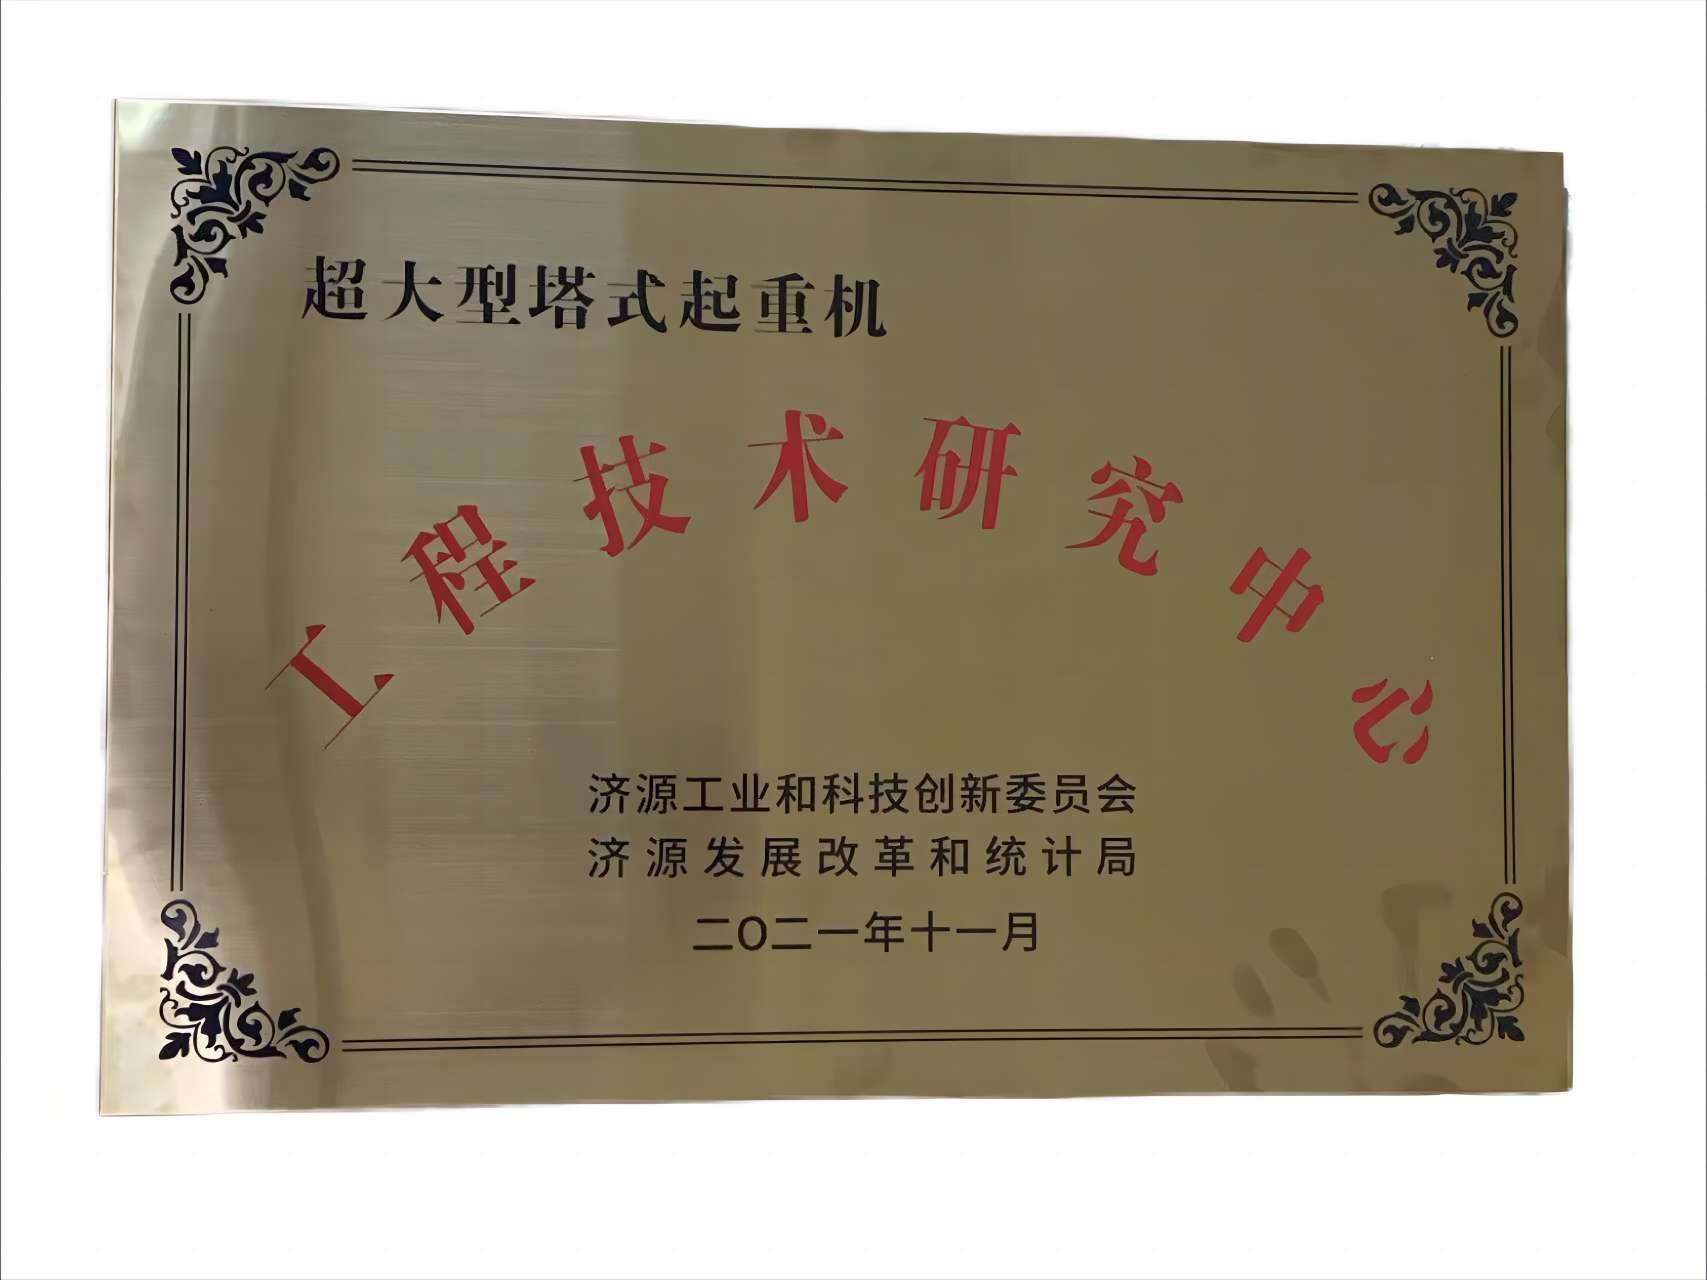 超大型塔式起重机
工程技术研究中心
济源工业和科技创新委员会
济源发展改革和统计局
二〇二一年十一月